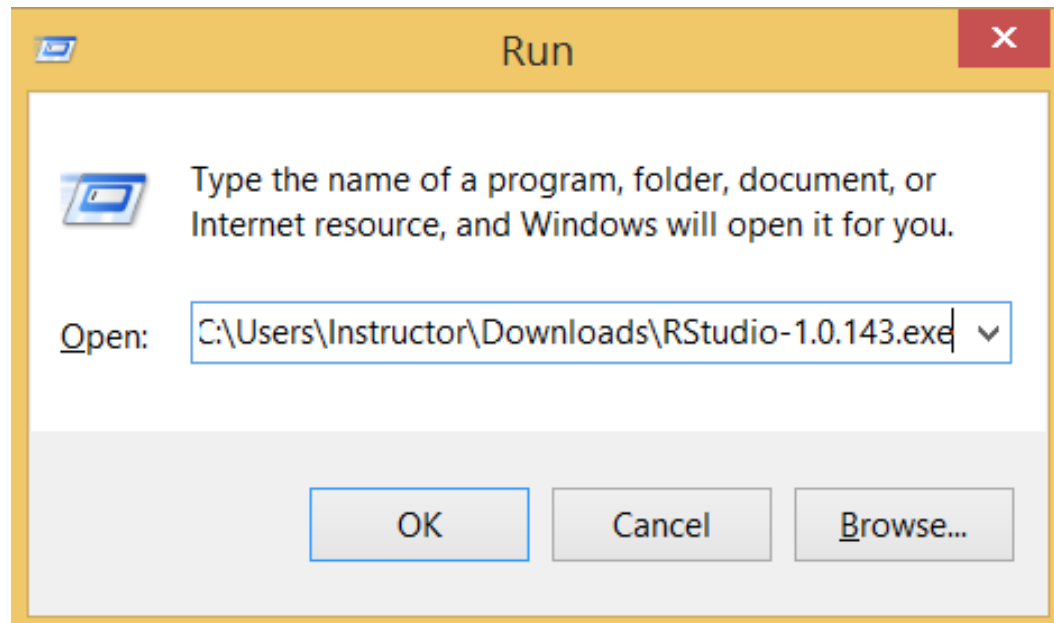 Run
Type the name of a program, folder, document, or
Internet resource, and Windows will open it for you.
Open: C:\Users\Instructor\Downloads\RStudio-1.0.143.exe
OK Cancel Browse...